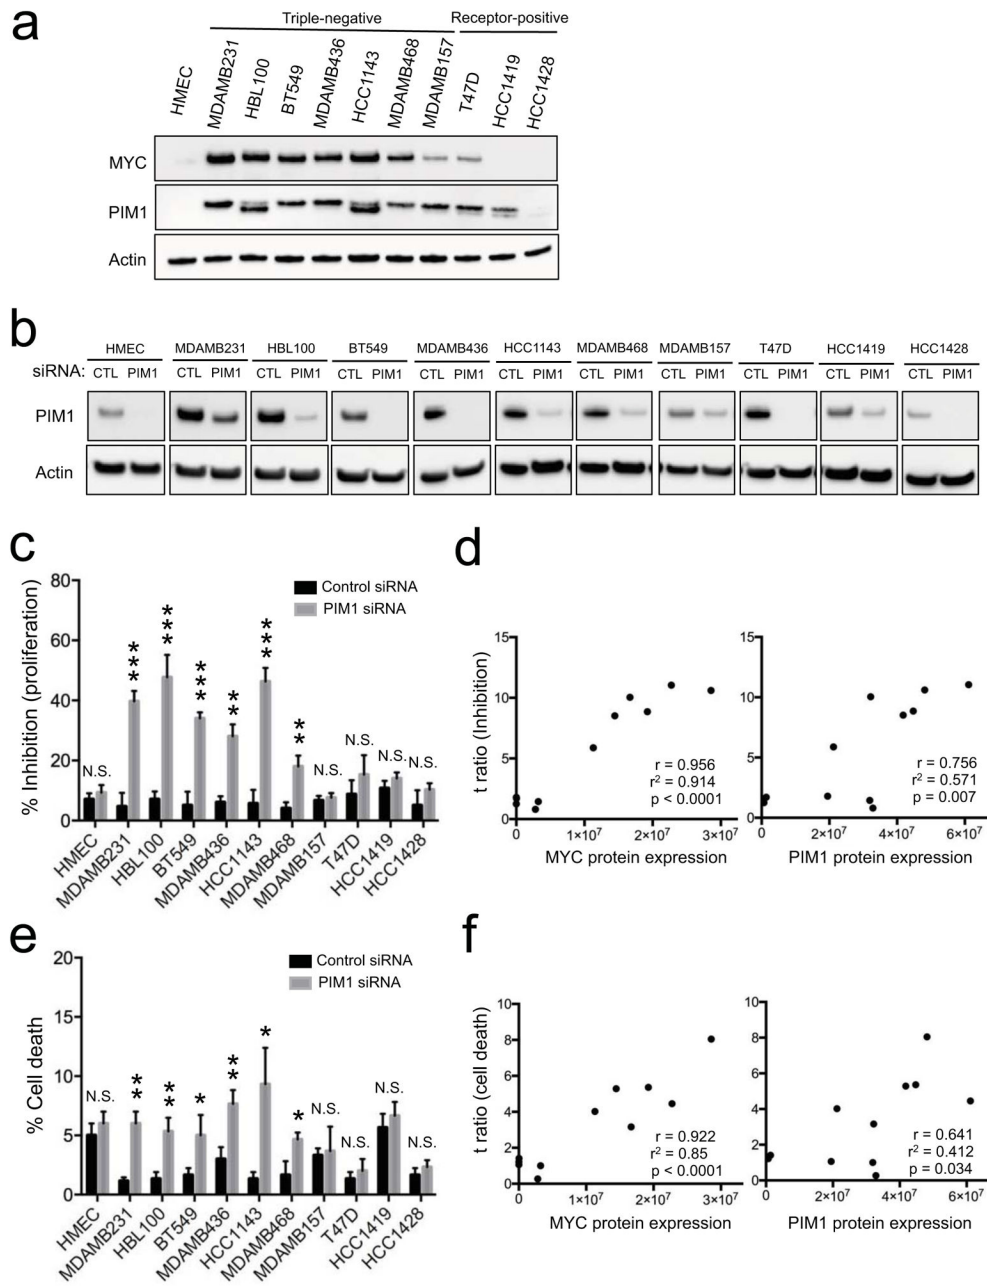 a
Triple-negative
Receptor-positive
HMEC
MDAMB231
HBL100
BT549
MDAMB436
HCC1143
MDAMB468
MDAMB157
T47D
HCC1419
HCC1428
MYC
PIM1
Actin
b
HMEC MDAMB231 HBL100 BT549 MDAMB436 HCC1143 MDAMB468 MDAMB157 T47D HCC1419 HCC1428
siRNA: CTL PIM1 CTL PIM1 CTL PIM1 CTL PIM1 CTL PIM1 CTL PIM1 CTL PIM1 CTL PIM1 CTL PIM1 CTL PIM1 CTL PIM1
PIM1
Actin
c
% Inhibition (proliferation)
80
60
40
20
0
Control siRNA
PIM1 siRNA
N.S. *** *** *** ** *** ** N.S. N.S. N.S. N.S.
HMEC
MDAMB231
HBL100
BT549
MDAMB436
HCC1143
MDAMB468
MDAMB157
T47D
HCC1419
HCC1428
d
t ratio (Inhibition)
15
10
5
0
r = 0.956
r² = 0.914
p < 0.0001
0 1×10⁷ 2×10⁷ 3×10⁷
MYC protein expression
15
10
5
0
r = 0.756
r² = 0.571
p = 0.007
0 2×10⁷ 4×10⁷ 6×10⁷
PIM1 protein expression
e
% Cell death
20
15
10
5
0
Control siRNA
PIM1 siRNA
N.S. ** ** * ** * * N.S. N.S. N.S. N.S.
HMEC
MDAMB231
HBL100
BT549
MDAMB436
HCC1143
MDAMB468
MDAMB157
T47D
HCC1419
HCC1428
f
t ratio (cell death)
10
8
6
4
2
0
r = 0.922
r² = 0.85
p < 0.0001
0 1×10⁷ 2×10⁷ 3×10⁷
MYC protein expression
10
8
6
4
2
0
r = 0.641
r² = 0.412
p = 0.034
0 2×10⁷ 4×10⁷ 6×10⁷
PIM1 protein expression